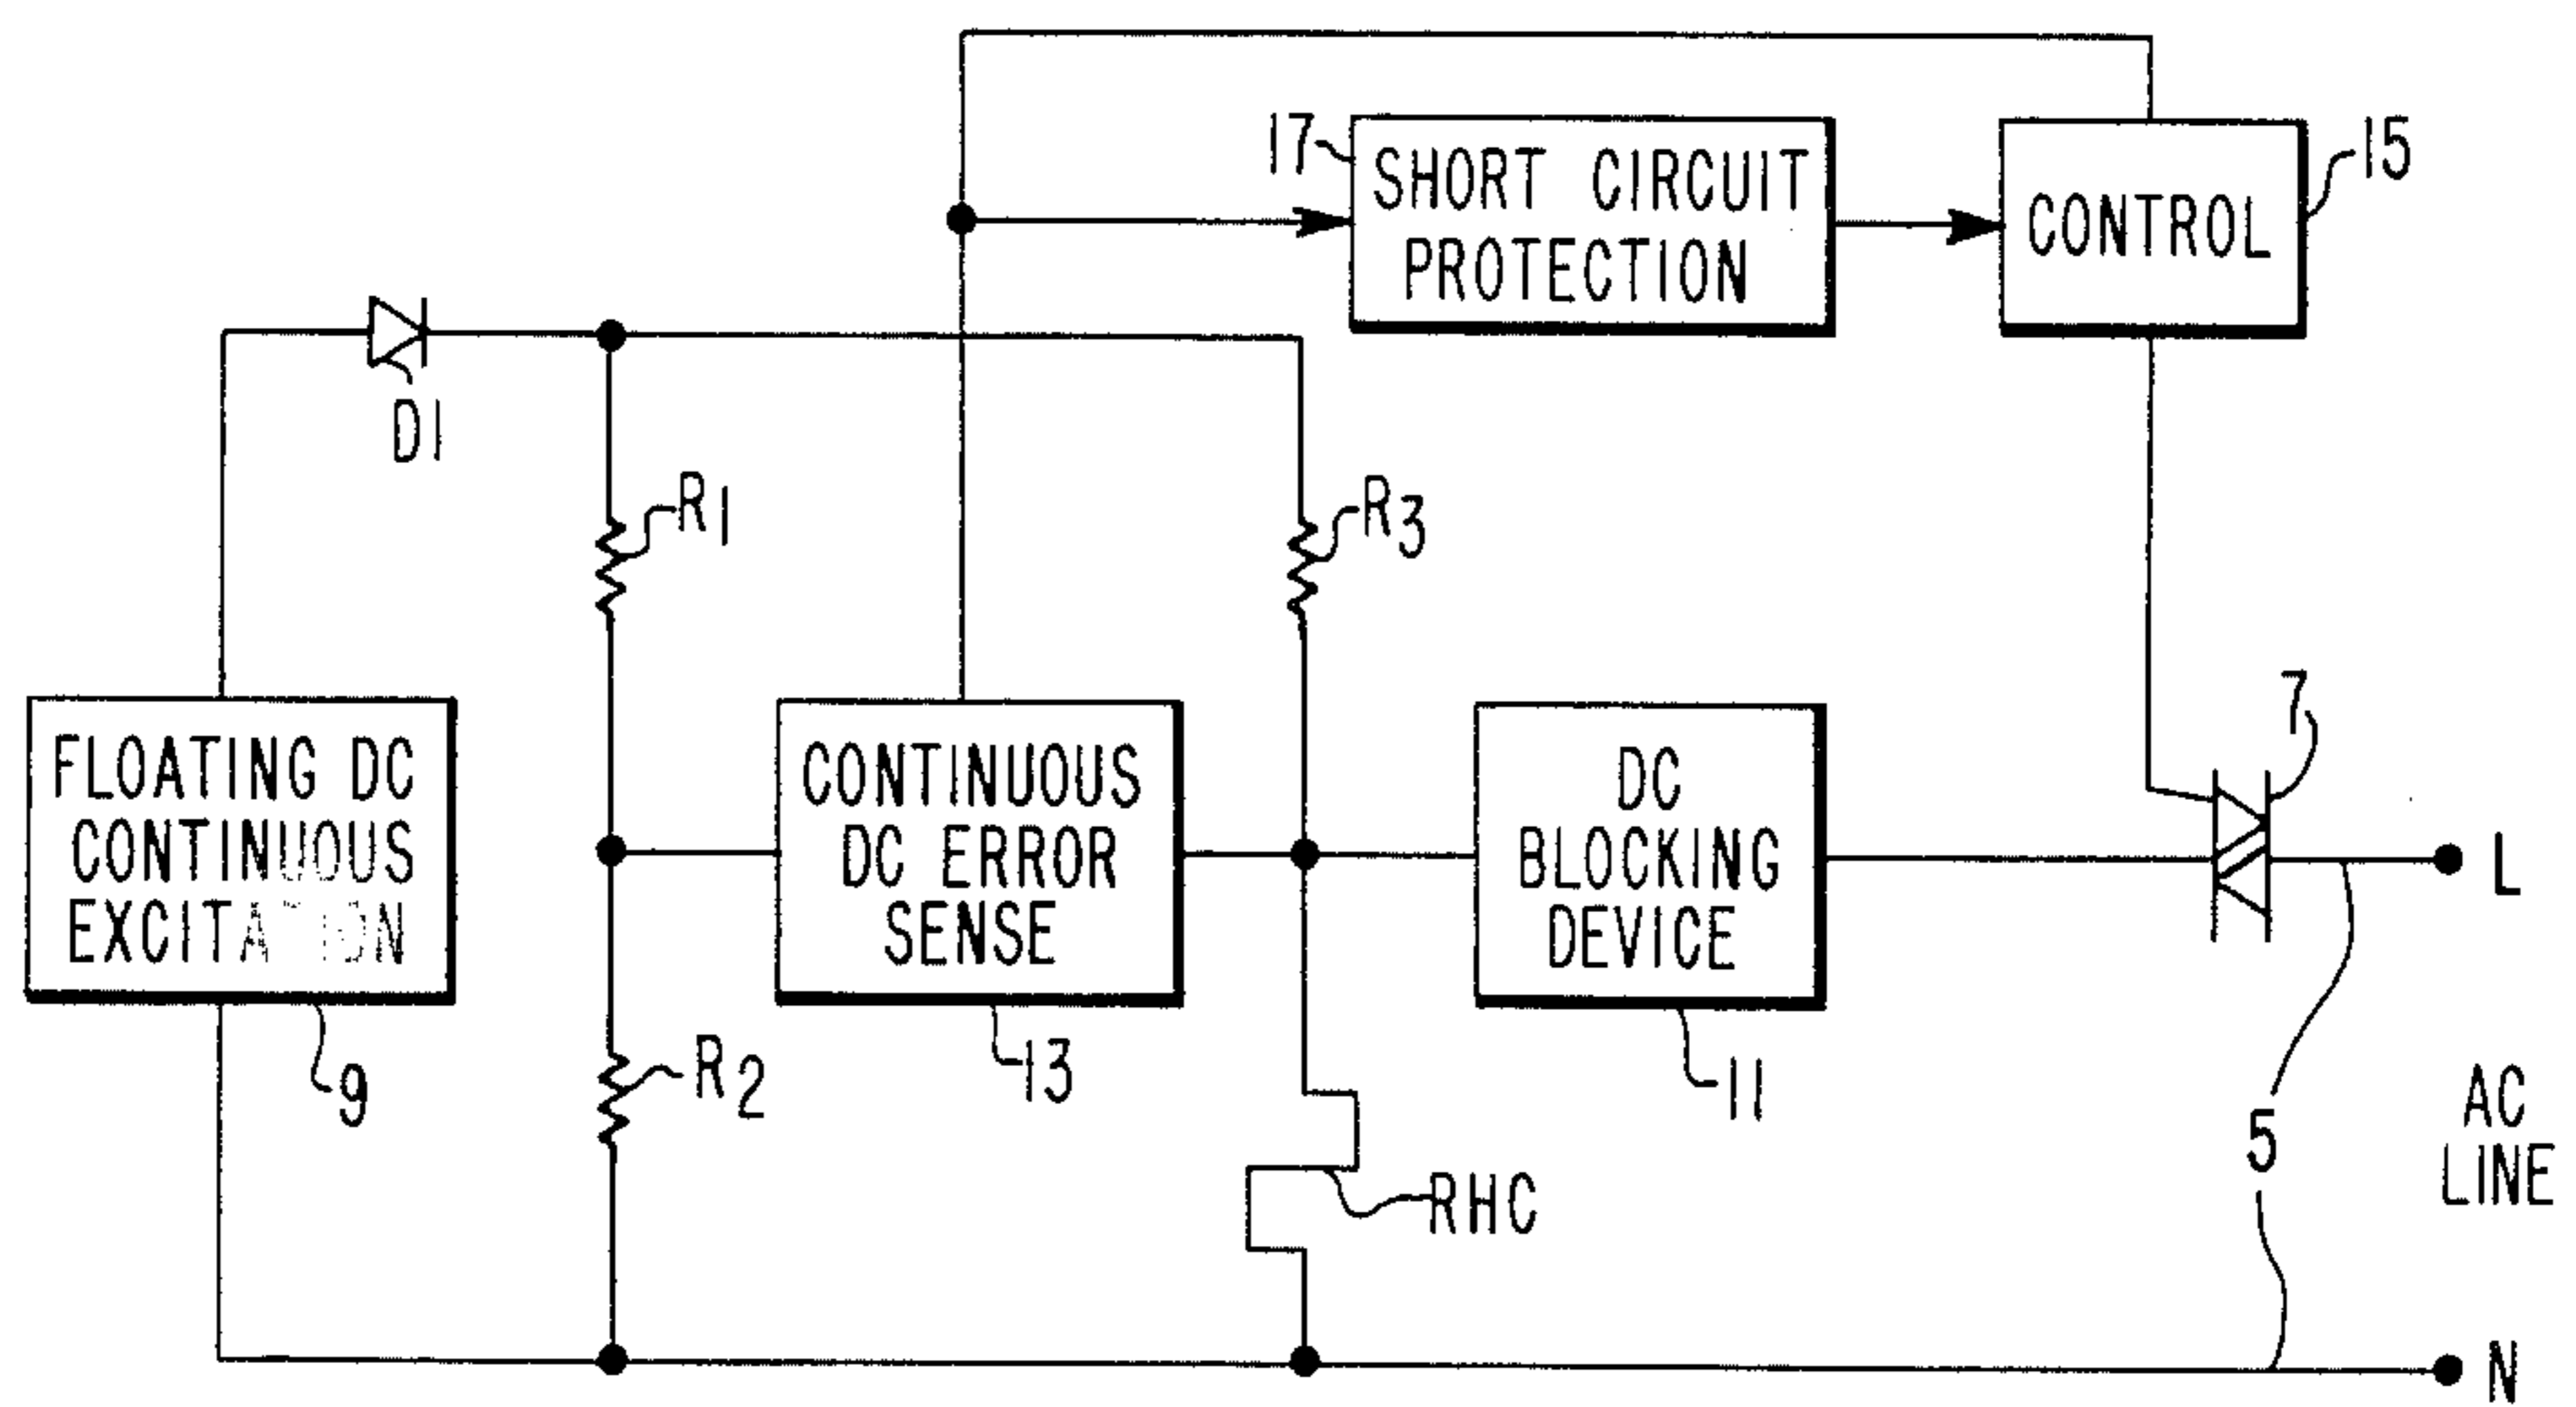 17
SHORT CIRCUIT
PROTECTION
CONTROL
15
D1
R1
R3
FLOATING DC
CONTINUOUS
EXCITATION
9
CONTINUOUS
DC ERROR
SENSE
13
DC
BLOCKING
DEVICE
11
7
L
R2
RHC
5
AC
LINE
N